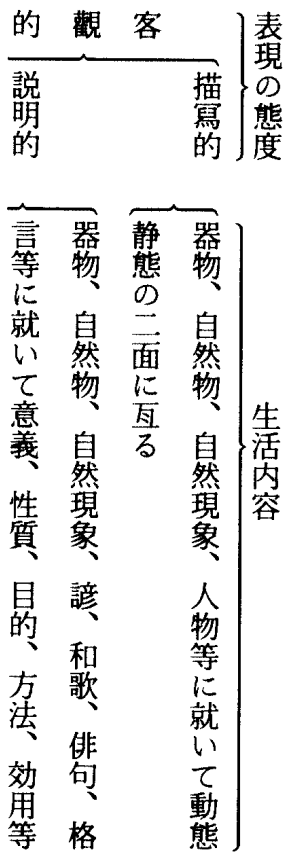 表現の態度
生活内容
客觀的
描寫的
器物、自然物、自然現象、人物等に就いて動態
静態の二面に亙る
説明的
器物、自然物、自然現象、諺、和歌、俳句、格
言等に就いて意義、性質、目的、方法、効用等